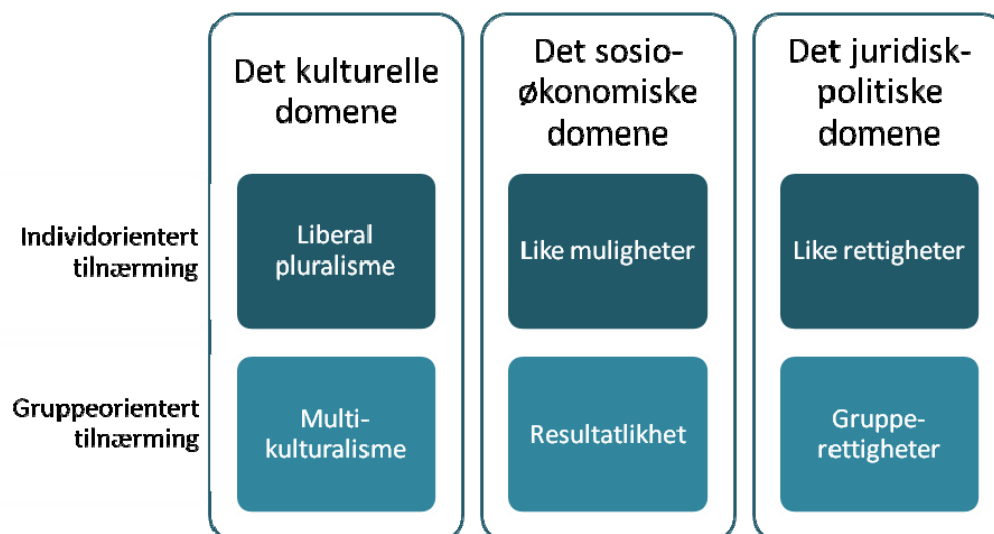 Det kulturelle
domene
Det sosio-
økonomiske
domene
Det juridisk-
politiske
domene
Individorientert
tilnærming
Liberal
pluralisme
Like muligheter
Like rettigheter
Gruppeorientert
tilnærming
Multi-
kulturalisme
Resultatlikhet
Gruppe-
rettigheter